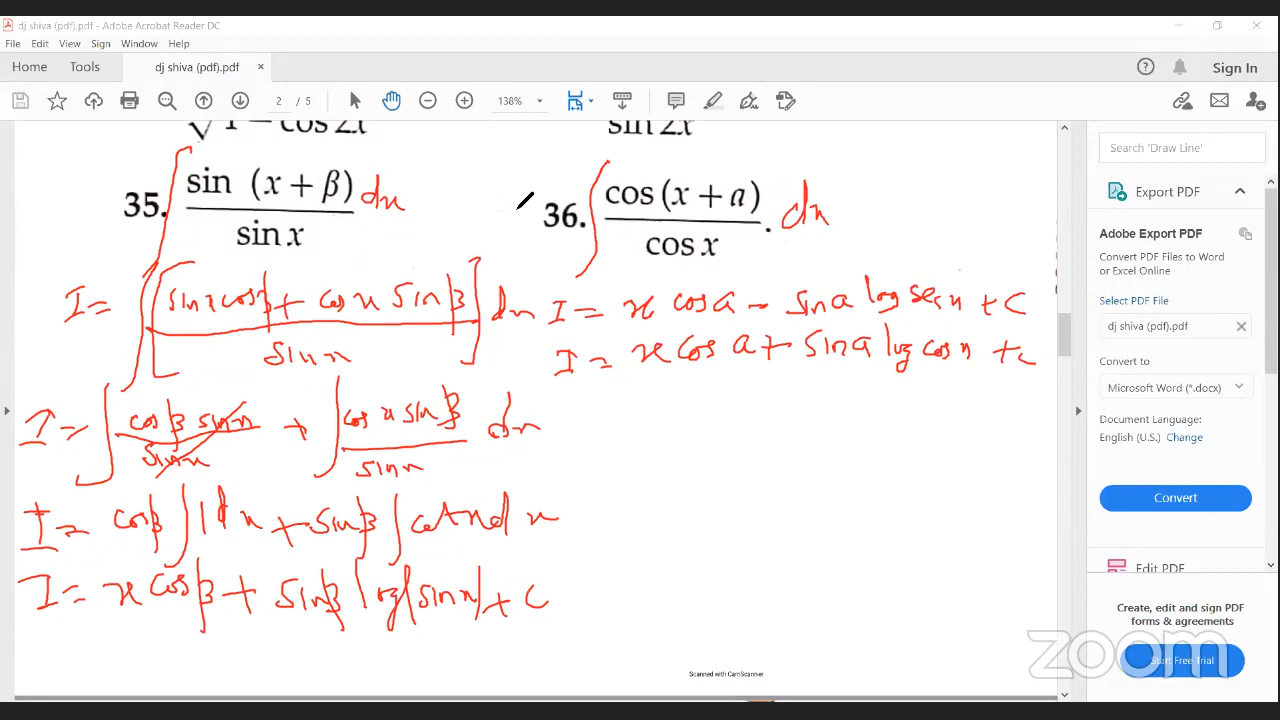 dj shiva (pdf).pdf - Adobe Acrobat Reader DC
File Edit View Sign Window Help
Home Tools dj shiva (pdf).pdf × Sign In
2 / 5 138%
√1 − cos 2x
sin 2x
35. ∫ sin (x + β) / sin x dx
36. ∫ cos (x + a) / cos x . dx
I = ∫ [sin x cos β + cos x sin β / sin x] dx
I = x cos a − sin a log sec x + C
I = x cos a + sin a log cos x + C
I = ∫ cos β sin x / sin x + ∫ cos x sin β / sin x dx
I = cos β ∫ 1 dx + sin β ∫ cot x dx
I = x cos β + sin β log |sin x| + C
Scanned with CamScanner
Search 'Draw Line'
Export PDF
Adobe Export PDF
Convert PDF Files to Word
or Excel Online
Select PDF File
dj shiva (pdf).pdf ×
Convert to
Microsoft Word (*.docx)
Document Language:
English (U.S.) Change
Convert
Edit PDF
Create, edit and sign PDF
forms & agreements
Start Free Trial
zoom